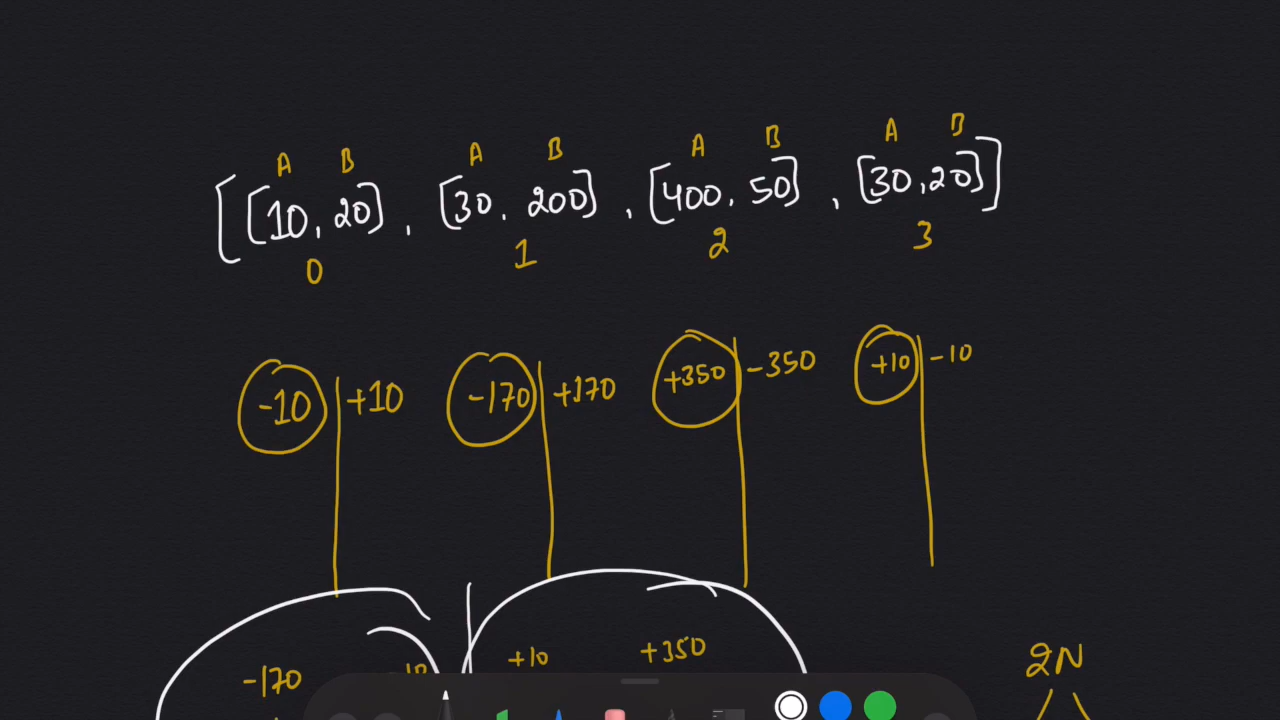 A B A B A B A B
[[10, 20], [30, 200], [400, 50], [30, 20]]
0 1 2 3
-10 +10 -170 +170 +350 -350 +10 -10
-170 +10 +350 2N